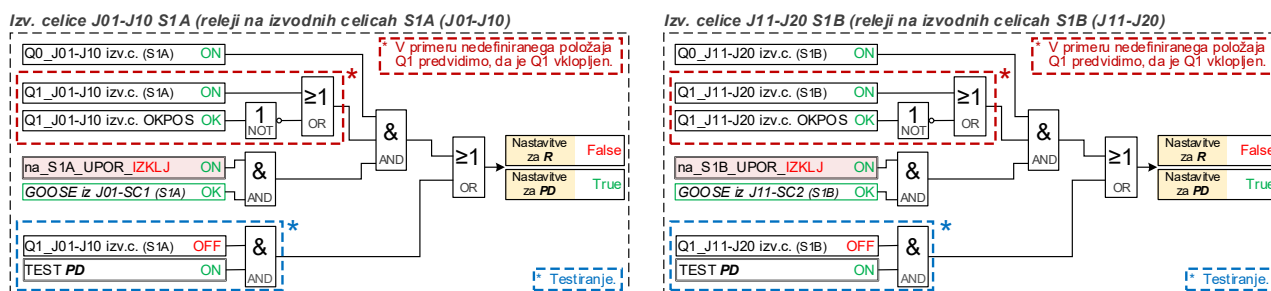 Izv. celice J01-J10 S1A (releji na izvodnih celicah S1A (J01-J10)
Q0_J01-J10 izv.c. (S1A) ON
* V primeru nedefiniranega položaja
Q1 predvidimo, da je Q1 vklopljen.
*
Q1_J01-J10 izv.c. (S1A) ON
≥1
OR
Q1_J01-J10 izv.c. OKPOS OK
1
NOT
&
AND
na_S1A_UPOR_IZKLJ ON
GOOSE iz J01-SC1 (S1A) OK
&
AND
≥1
OR
Nastavitve
za R
False
Nastavitve
za PD
True
*
Q1_J01-J10 izv.c. (S1A) OFF
TEST PD ON
&
AND
* Testiranje.
Izv. celice J11-J20 S1B (releji na izvodnih celicah S1B (J11-J20)
Q0_J11-J20 izv.c. (S1B) ON
* V primeru nedefiniranega položaja
Q1 predvidimo, da je Q1 vklopljen.
*
Q1_J11-J20 izv.c. (S1B) ON
≥1
OR
Q1_J11-J20 izv.c. OKPOS OK
1
NOT
&
AND
na_S1B_UPOR_IZKLJ ON
GOOSE iz J11-SC2 (S1B) OK
&
AND
≥1
OR
Nastavitve
za R
False
Nastavitve
za PD
True
*
Q1_J11-J20 izv.c. (S1B) OFF
TEST PD ON
&
AND
* Testiranje.